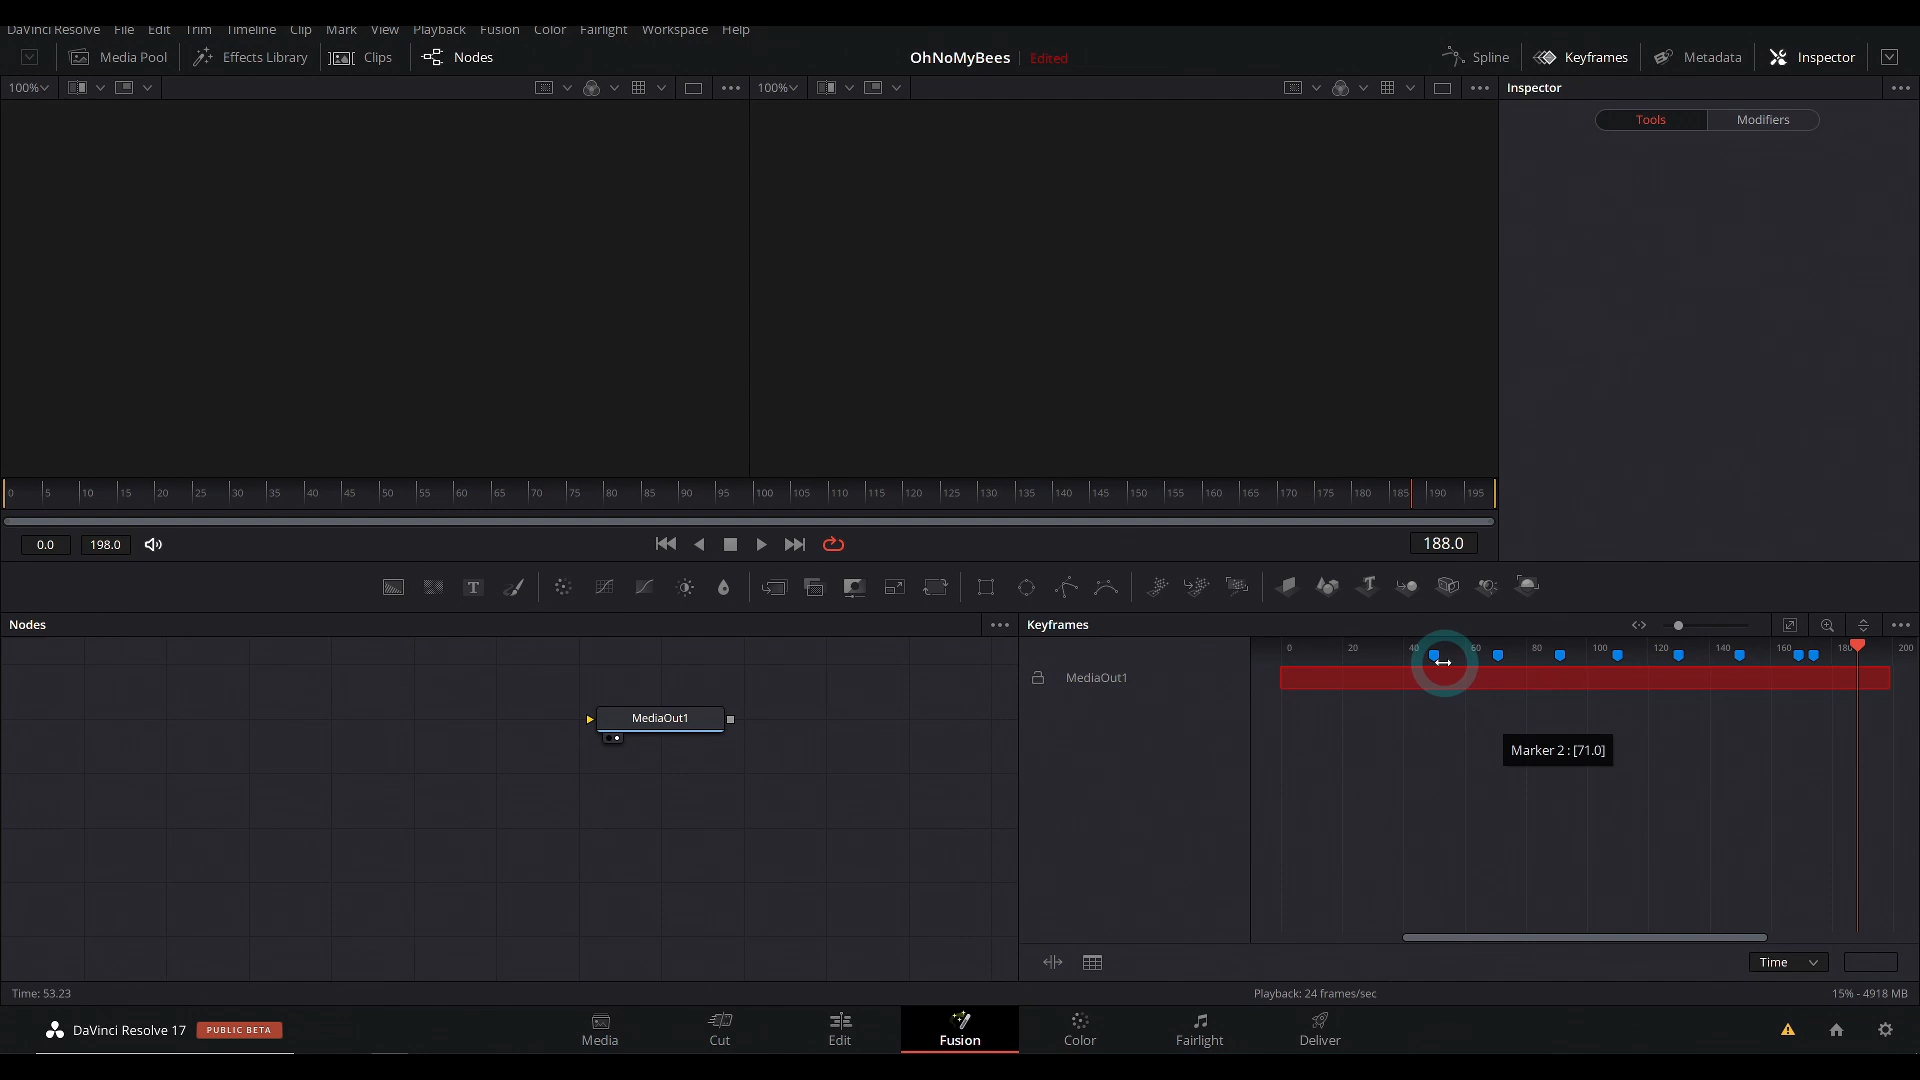 DaVinci Resolve File Edit Trim Timeline Clip Mark View Playback Fusion Color Fairlight Workspace Help
Media Pool Effects Library Clips Nodes OhNoMyBees Edited Spline Keyframes Metadata Inspector
100% 100% Inspector
Tools Modifiers
0 5 10 15 20 25 30 35 40 45 50 55 60 65 70 75 80 85 90 95 100 105 110 115 120 125 130 135 140 145 150 155 160 165 170 175 180 185 190 195
0.0 198.0 188.0
T T
Nodes Keyframes
0 20 40 60 80 100 120 140 160 180 200
MediaOut1
MediaOut1
Marker 2 : [71.0]
Time
Time: 53.23 Playback: 24 frames/sec 15% - 4918 MB
DaVinci Resolve 17 PUBLIC BETA Media Cut Edit Fusion Color Fairlight Deliver